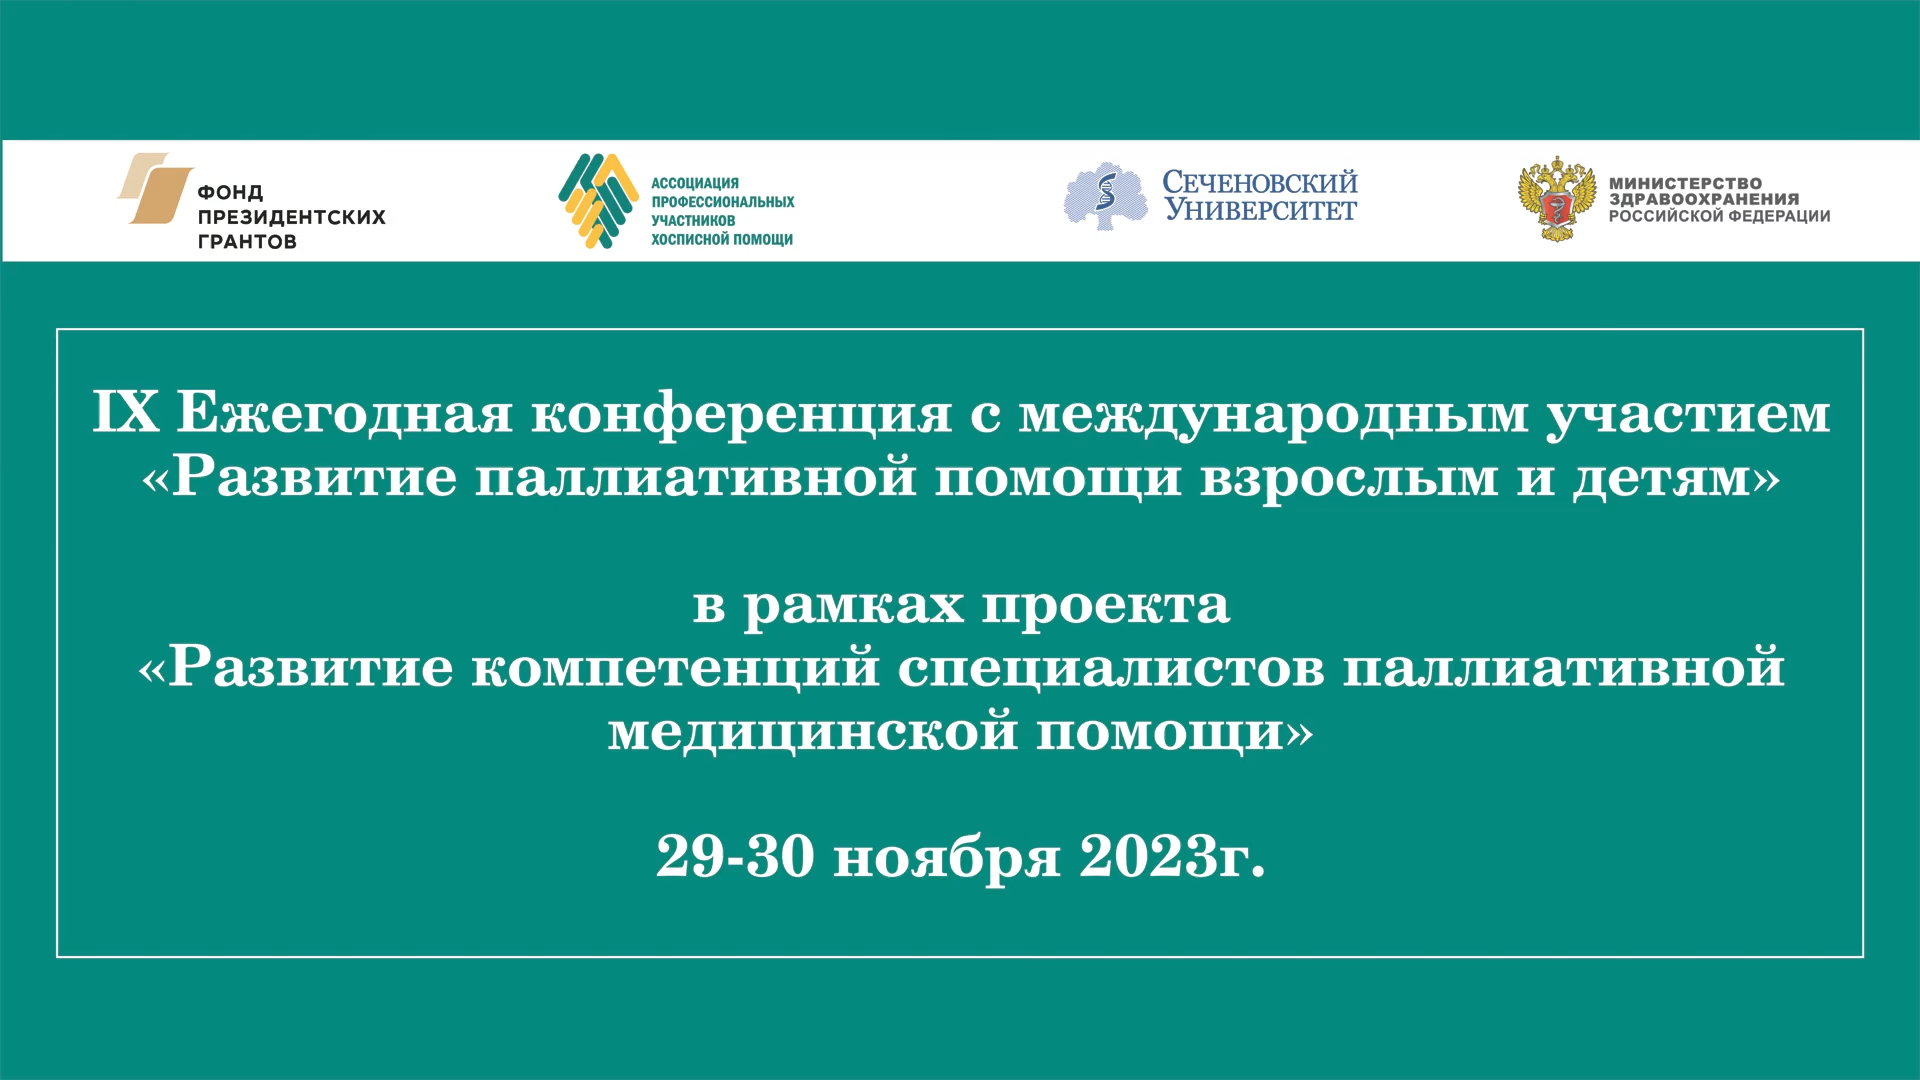 ФОНД
ПРЕЗИДЕНТСКИХ
ГРАНТОВ
АССОЦИАЦИЯ
ПРОФЕССИОНАЛЬНЫХ
УЧАСТНИКОВ
ХОСПИСНОЙ ПОМОЩИ
СЕЧЕНОВСКИЙ
УНИВЕРСИТЕТ
МИНИСТЕРСТВО
ЗДРАВООХРАНЕНИЯ
РОССИЙСКОЙ ФЕДЕРАЦИИ
IX Ежегодная конференция с международным участием
«Развитие паллиативной помощи взрослым и детям»
в рамках проекта
«Развитие компетенций специалистов паллиативной
медицинской помощи»
29-30 ноября 2023г.